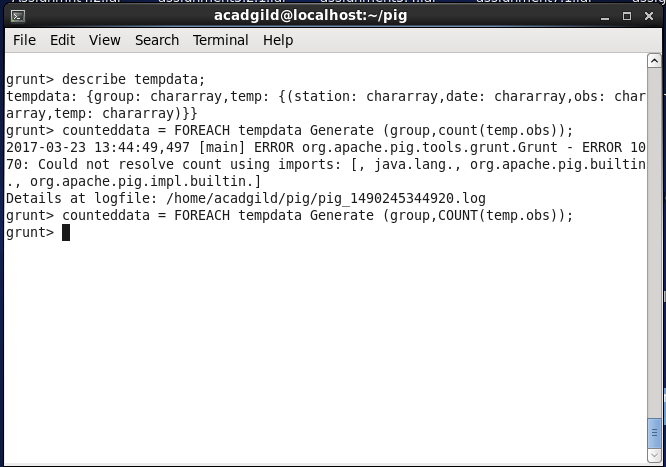 acadgild@localhost:~/pig
File Edit View Search Terminal Help
grunt> describe tempdata;
tempdata: {group: chararray,temp: {(station: chararray,date: chararray,obs: char
array,temp: chararray)}}
grunt> counteddata = FOREACH tempdata Generate (group,count(temp.obs));
2017-03-23 13:44:49,497 [main] ERROR org.apache.pig.tools.grunt.Grunt - ERROR 10
70: Could not resolve count using imports: [, java.lang., org.apache.pig.builtin
., org.apache.pig.impl.builtin.]
Details at logfile: /home/acadgild/pig/pig_1490245344920.log
grunt> counteddata = FOREACH tempdata Generate (group,COUNT(temp.obs));
grunt>